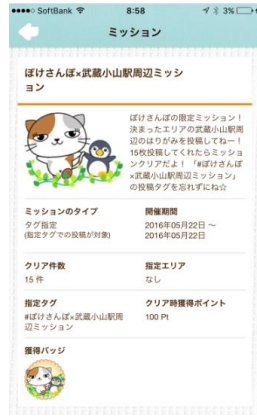 SoftBank 8:58 3%
ミッション
ぽけさんぽ×武蔵小山駅周辺ミッシ
ョン
ぽけさんぽの限定ミッション!
決まったエリアの武蔵小山駅周
辺のはりがみを投稿してねー!
15枚投稿してくれたらミッショ
ンクリアだよ!「#ぽけさんぽ
×武蔵小山駅周辺ミッション」
の投稿タグを忘れずにね☆
ミッションのタイプ
タグ指定
(指定タグでの投稿が対象)
開催期間
2016年05月22日 〜
2016年05月22日
クリア件数
15 件
指定エリア
なし
指定タグ
#ぽけさんぽ×武蔵小山駅周
辺ミッション
クリア時獲得ポイント
100 Pt
獲得バッジ